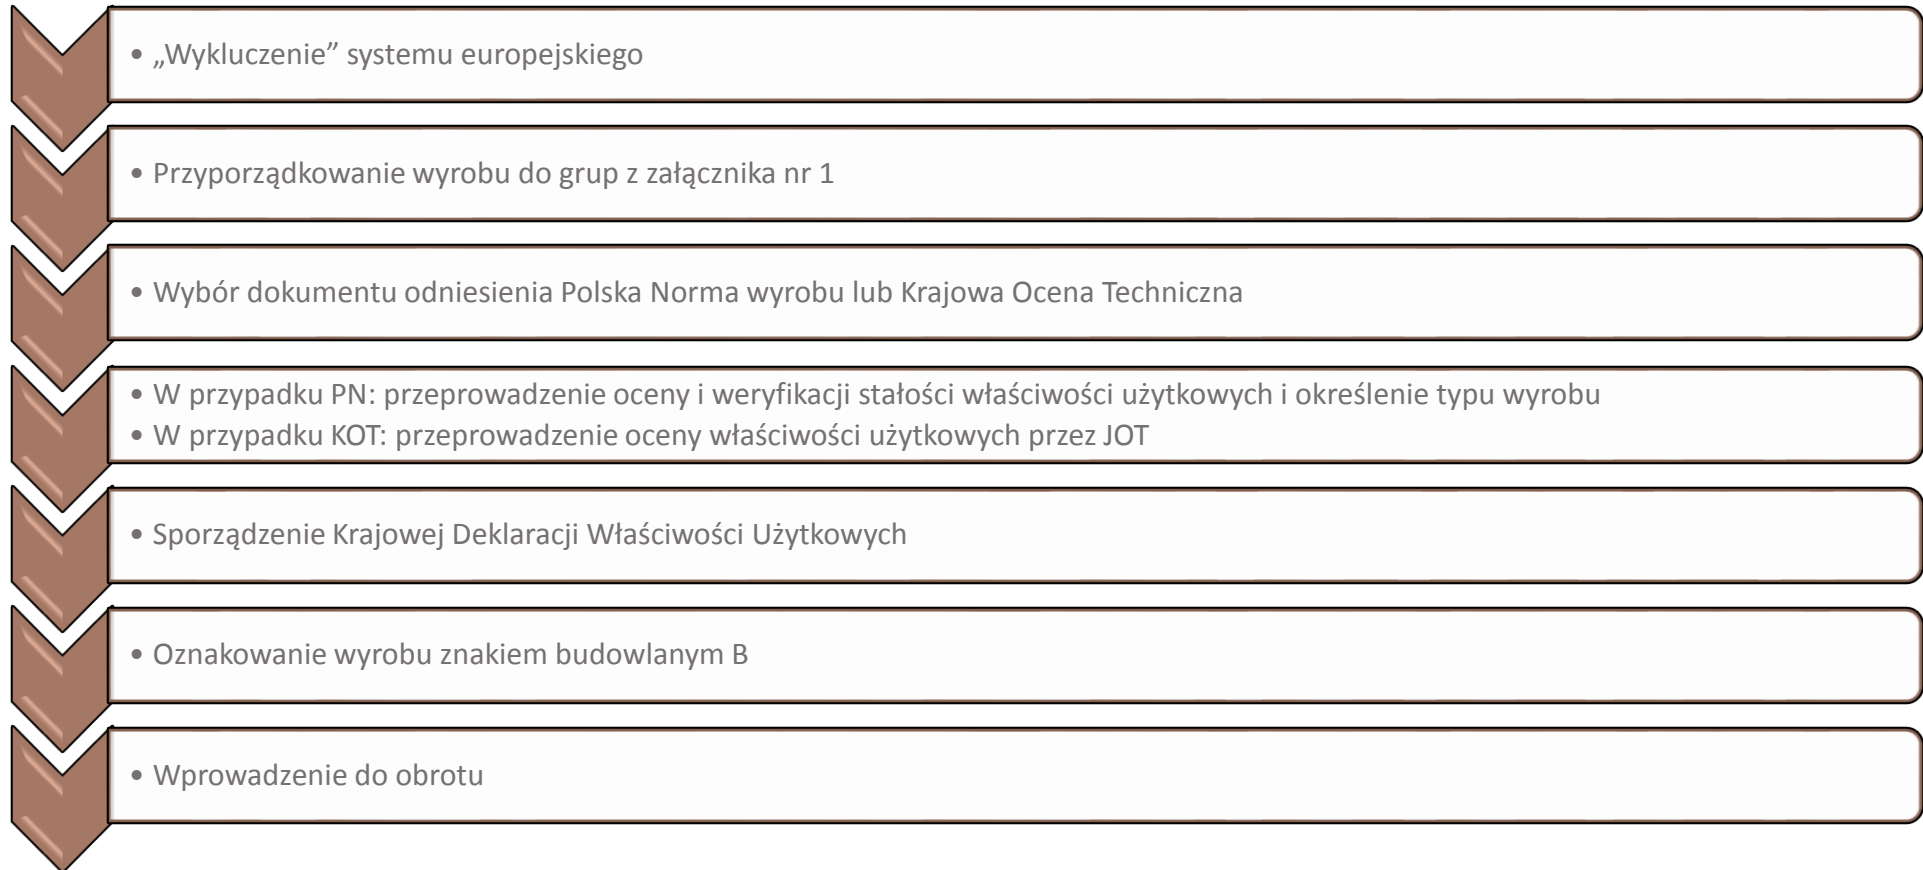 • „Wykluczenie” systemu europejskiego
• Przyporządkowanie wyrobu do grup z załącznika nr 1
• Wybór dokumentu odniesienia Polska Norma wyrobu lub Krajowa Ocena Techniczna
• W przypadku PN: przeprowadzenie oceny i weryfikacji stałości właściwości użytkowych i określenie typu wyrobu
• W przypadku KOT: przeprowadzenie oceny właściwości użytkowych przez JOT
• Sporządzenie Krajowej Deklaracji Właściwości Użytkowych
• Oznakowanie wyrobu znakiem budowlanym B
• Wprowadzenie do obrotu